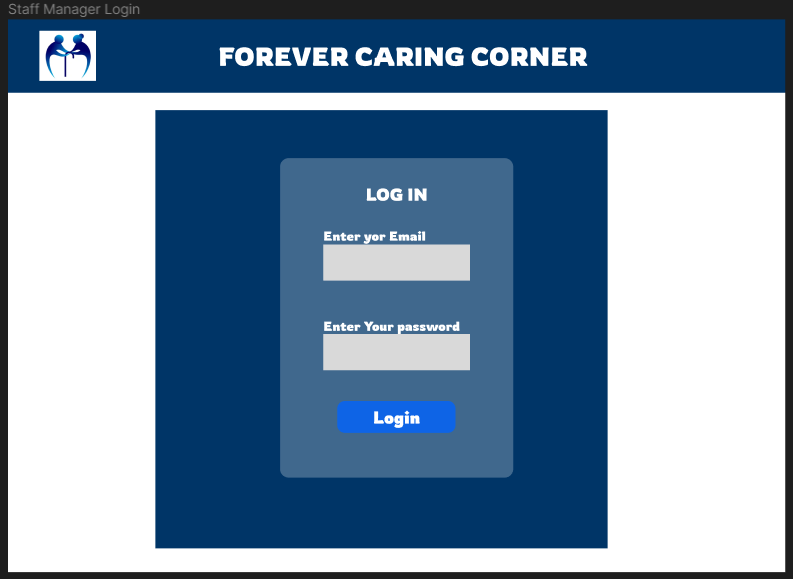 Staff Manager Login
FOREVER CARING CORNER
LOG IN
Enter yor Email
Enter Your password
Login